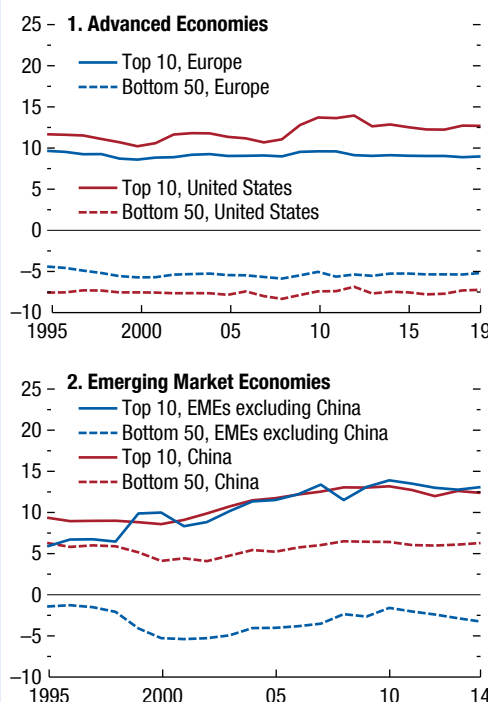 1. Advanced Economies
25
20
15
10
5
0
–5
–10
Top 10, Europe
Bottom 50, Europe
Top 10, United States
Bottom 50, United States
1995 2000 05 10 15 19
2. Emerging Market Economies
25
20
15
10
5
0
–5
–10
Top 10, EMEs excluding China
Bottom 50, EMEs excluding China
Top 10, China
Bottom 50, China
1995 2000 05 10 14